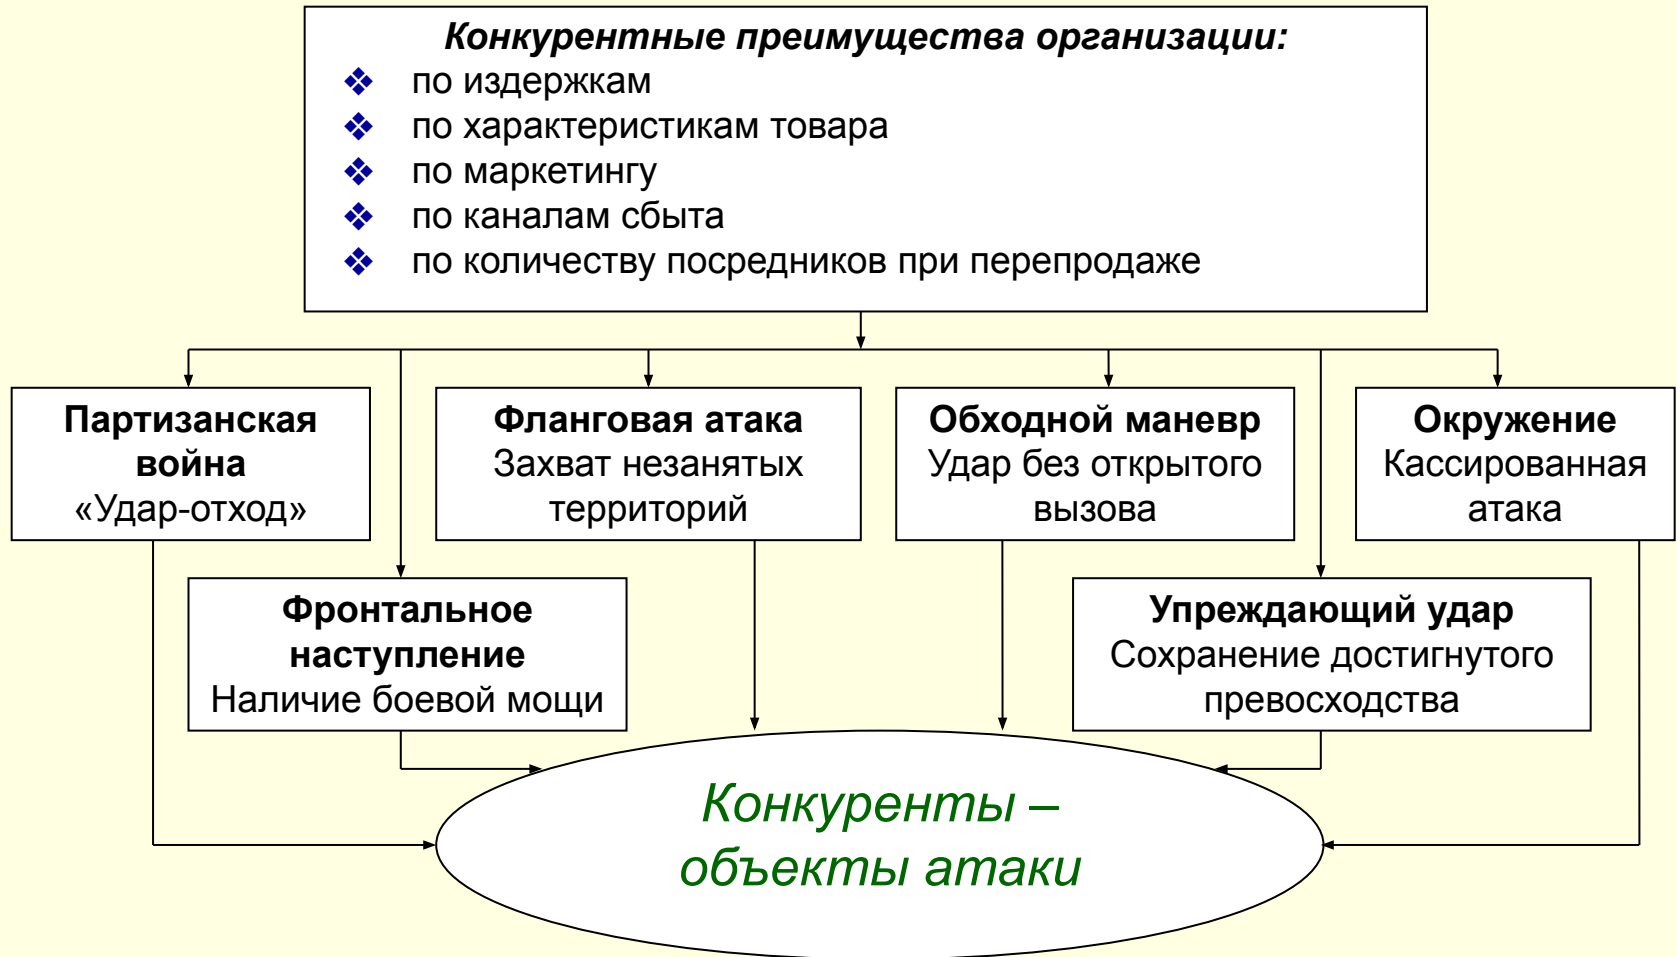 Конкурентные преимущества организации:
по издержкам
по характеристикам товара
по маркетингу
по каналам сбыта
по количеству посредников при перепродаже
Партизанская
война
«Удар-отход»
Фланговая атака
Захват незанятых
территорий
Обходной маневр
Удар без открытого
вызова
Окружение
Кассированная
атака
Фронтальное
наступление
Наличие боевой мощи
Упреждающий удар
Сохранение достигнутого
превосходства
Конкуренты –
объекты атаки